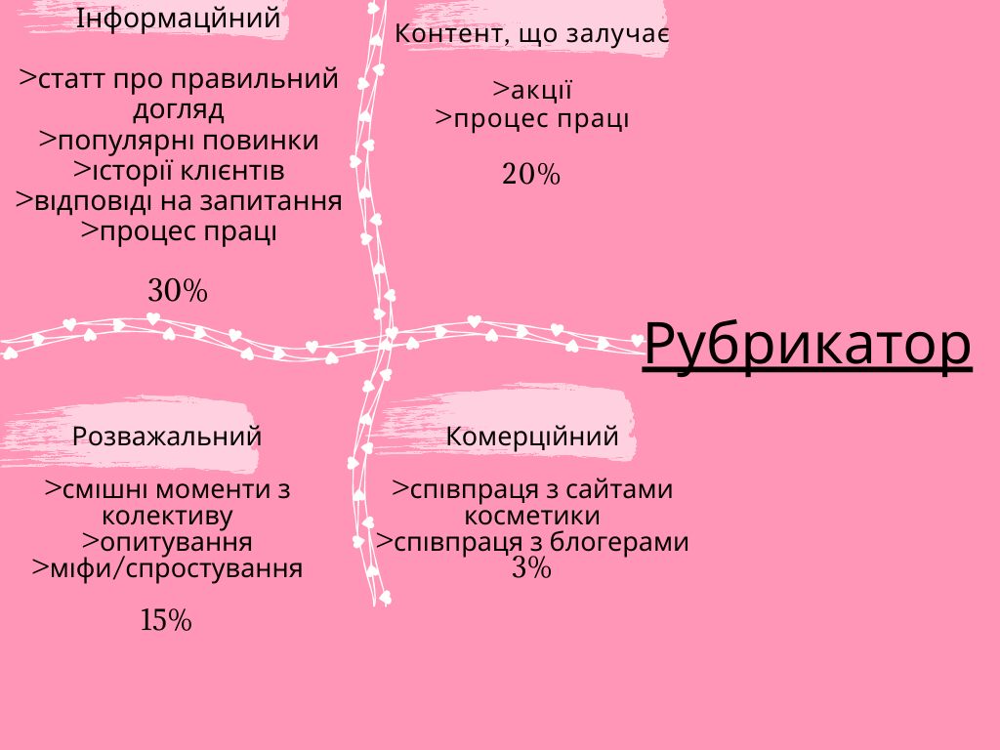 Інформацйний
>статт про правильний
догляд
>популярні повинки
>історії клієнтів
>відповіді на запитання
>процес праці
30%
Контент, що залучає
>акції
>процес праці
20%
Рубрикатор
Розважальний
>смішні моменти з
колективу
>опитування
>міфи/спростування
15%
Комерційний
>співпраця з сайтами
косметики
>співпраця з блогерами
3%